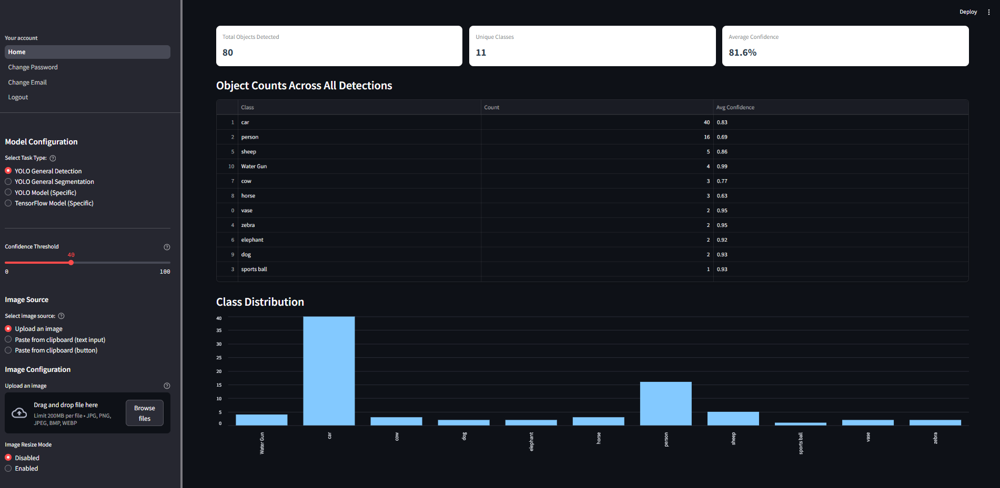 Deploy
Your account
Home
Change Password
Change Email
Logout
Model Configuration
Select Task Type:
YOLO General Detection
YOLO General Segmentation
YOLO Model (Specific)
TensorFlow Model (Specific)
Confidence Threshold
40
0 100
Image Source
Select image source:
Upload an image
Paste from clipboard (text input)
Paste from clipboard (button)
Image Configuration
Upload an image
Drag and drop file here
Limit 200MB per file • JPG, PNG,
JPEG, BMP, WEBP
Browse
files
Image Resize Mode
Disabled
Enabled
Total Objects Detected
80
Unique Classes
11
Average Confidence
81.6%
Object Counts Across All Detections
Class Count Avg Confidence
1 car 40 0.83
2 person 16 0.69
5 sheep 5 0.86
10 Water Gun 4 0.99
7 cow 3 0.77
8 horse 3 0.63
0 vase 2 0.95
4 zebra 2 0.95
6 elephant 2 0.92
9 dog 2 0.93
3 sports ball 1 0.93
Class Distribution
40
35
30
25
20
15
10
5
0
Water Gun
car
cow
dog
elephant
horse
person
sheep
sports ball
vase
zebra